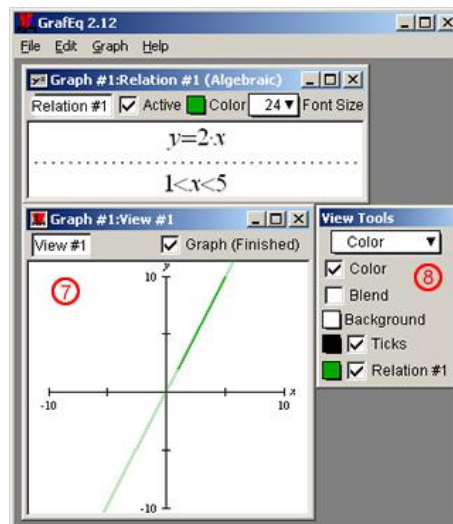 GrafEq 2.12
File Edit Graph Help
Graph #1:Relation #1 (Algebraic)
Relation #1 Active Color 24 Font Size
y=2·x
1<x<5
Graph #1:View #1
View #1 Graph (Finished)
7
y
10
x
-10
10
-10
View Tools
Color
Color
8
Blend
Background
Ticks
Relation #1